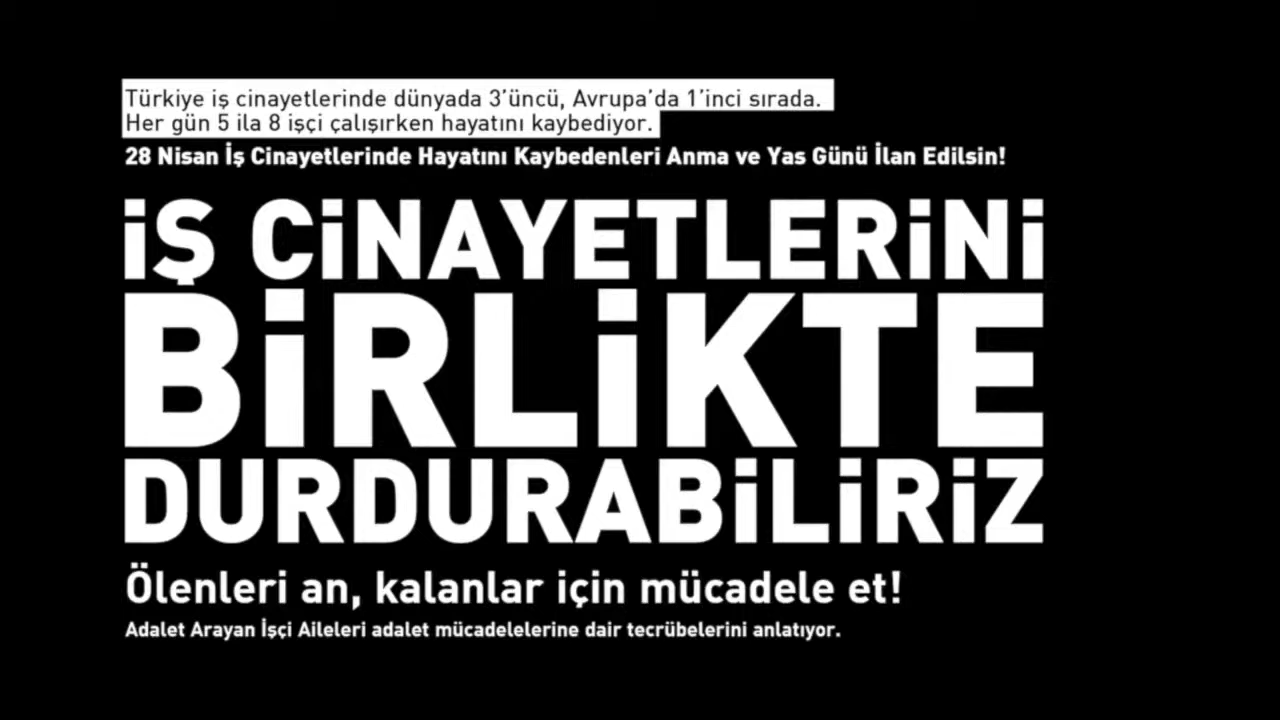 Türkiye iş cinayetlerinde dünyada 3'üncü, Avrupa'da 1'inci sırada.
Her gün 5 ila 8 işçi çalışırken hayatını kaybediyor.
28 Nisan İş Cinayetlerinde Hayatını Kaybedenleri Anma ve Yas Günü İlan Edilsin!
İŞ CİNAYETLERİNİ
BİRLİKTE
DURDURABİLİRİZ
Ölenleri an, kalanlar için mücadele et!
Adalet Arayan İşçi Aileleri adalet mücadelelerine dair tecrübelerini anlatıyor.